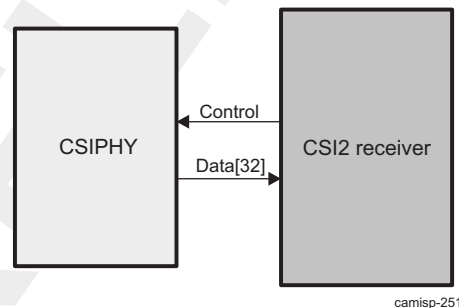 Control
CSIPHY
CSI2 receiver
Data[32]
camisp-251